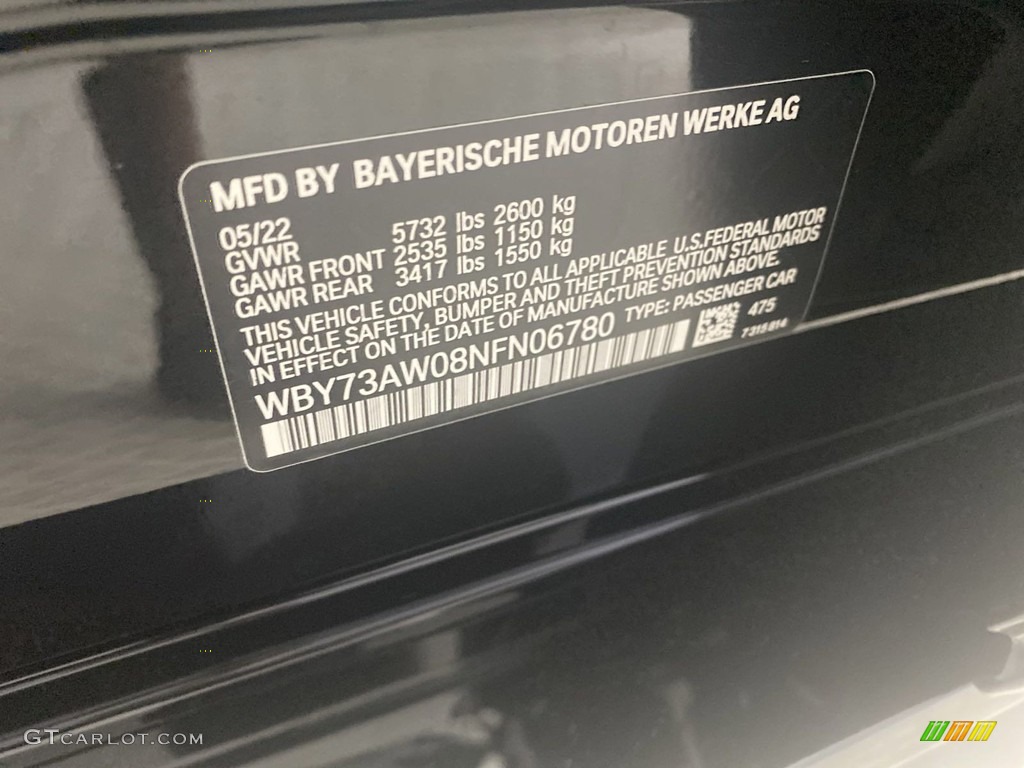 MFD BY BAYERISCHE MOTOREN WERKE AG
05/22
GVWR 5732 lbs 2600 kg
GAWR FRONT 2535 lbs 1150 kg
GAWR REAR 3417 lbs 1550 kg
THIS VEHICLE CONFORMS TO ALL APPLICABLE U.S.FEDERAL MOTOR
VEHICLE SAFETY, BUMPER AND THEFT PREVENTION STANDARDS
IN EFFECT ON THE DATE OF MANUFACTURE SHOWN ABOVE.
WBY73AW08NFN06780 TYPE: PASSENGER CAR
475
7315814
GTCARLOT.COM